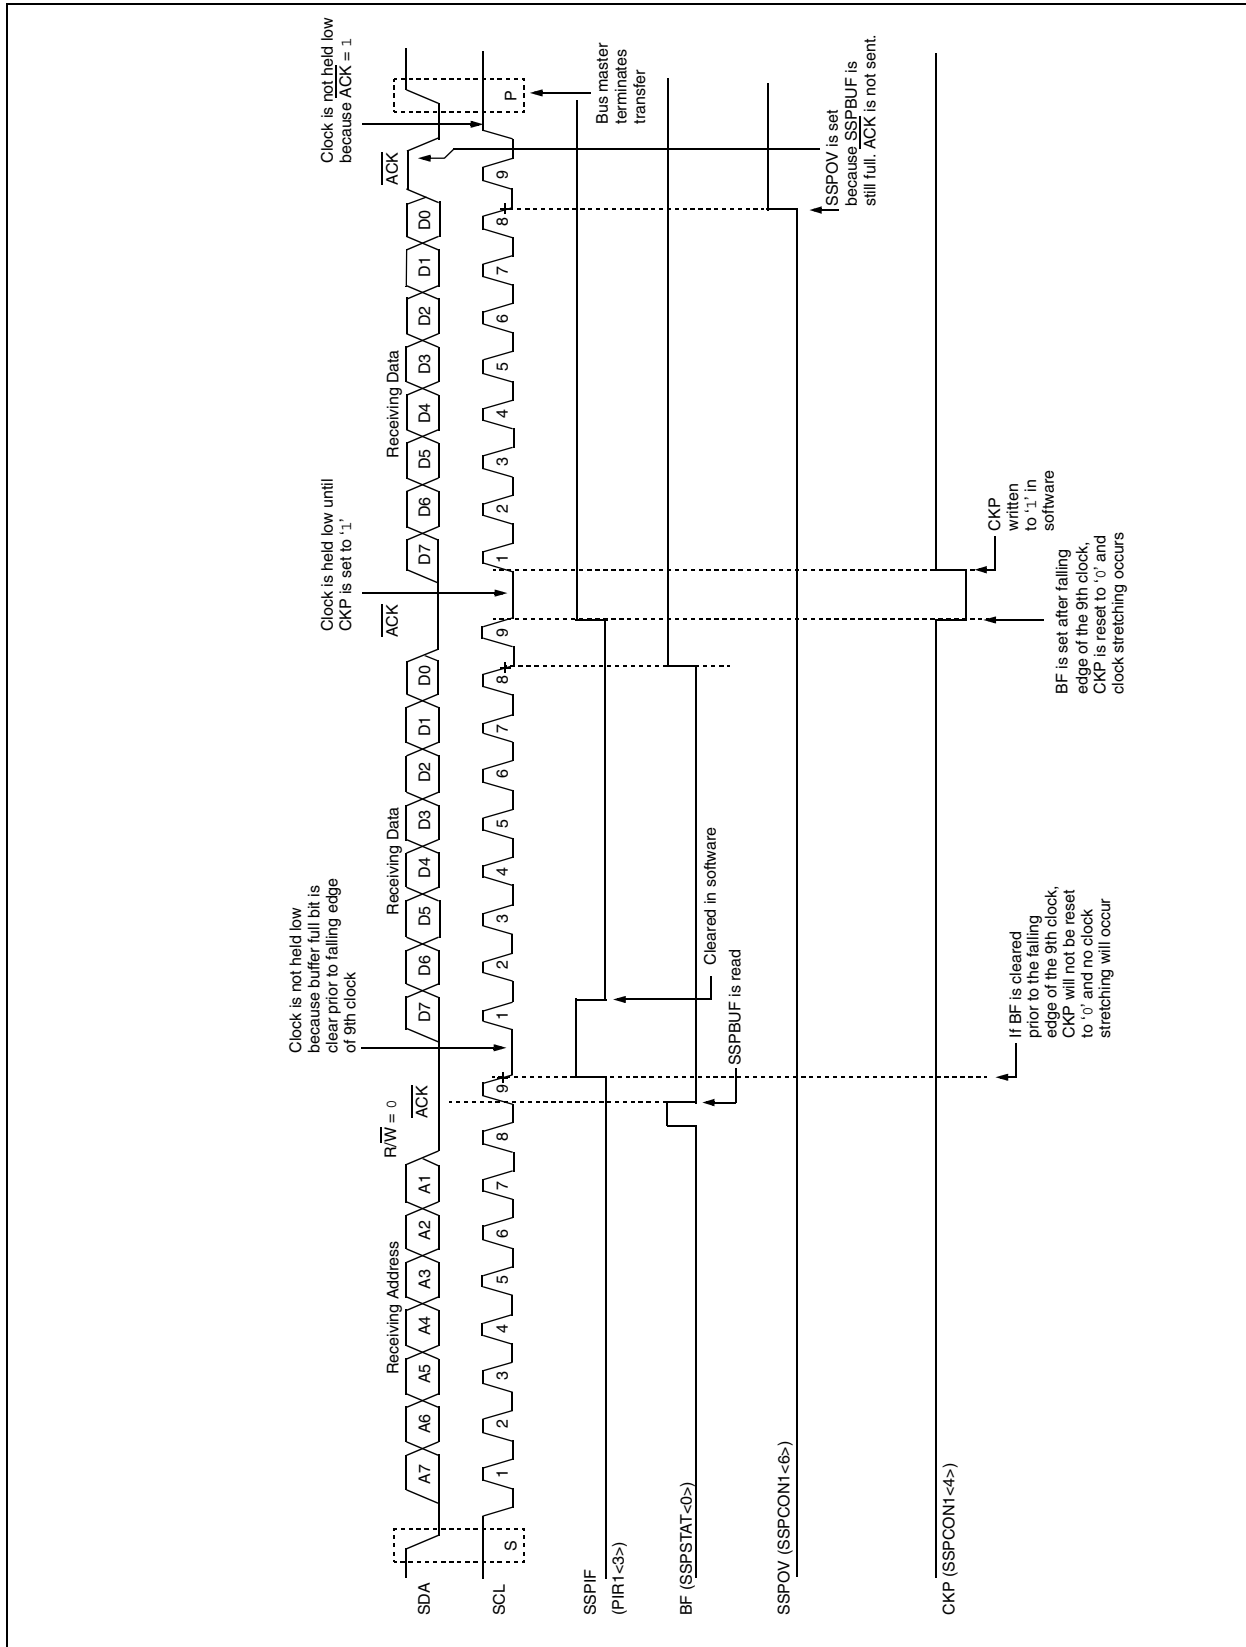 Clock is not held low
because buffer full bit is
clear prior to falling edge
of 9th clock
Clock is held low until
CKP is set to ‘1’
Clock is not held low
because ACK = 1
Receiving Address
R/W = 0
ACK
Receiving Data
ACK
Receiving Data
ACK
SDA
A7 A6 A5 A4 A3 A2 A1
D7 D6 D5 D4 D3 D2 D1 D0
D7 D6 D5 D4 D3 D2 D1 D0
SCL
S
1 2 3 4 5 6 7 8 9
1 2 3 4 5 6 7 8 9
1 2 3 4 5 6 7 8 9
P
SSPIF
(PIR1<3>)
Bus master
terminates
transfer
Cleared in software
BF (SSPSTAT<0>)
SSPBUF is read
SSPOV (SSPCON1<6>)
SSPOV is set
because SSPBUF is
still full. ACK is not sent.
CKP (SSPCON1<4>)
CKP
written
to ‘1’ in
software
If BF is cleared
prior to the falling
edge of the 9th clock,
CKP will not be reset
to ‘0’ and no clock
stretching will occur
BF is set after falling
edge of the 9th clock,
CKP is reset to ‘0’ and
clock stretching occurs